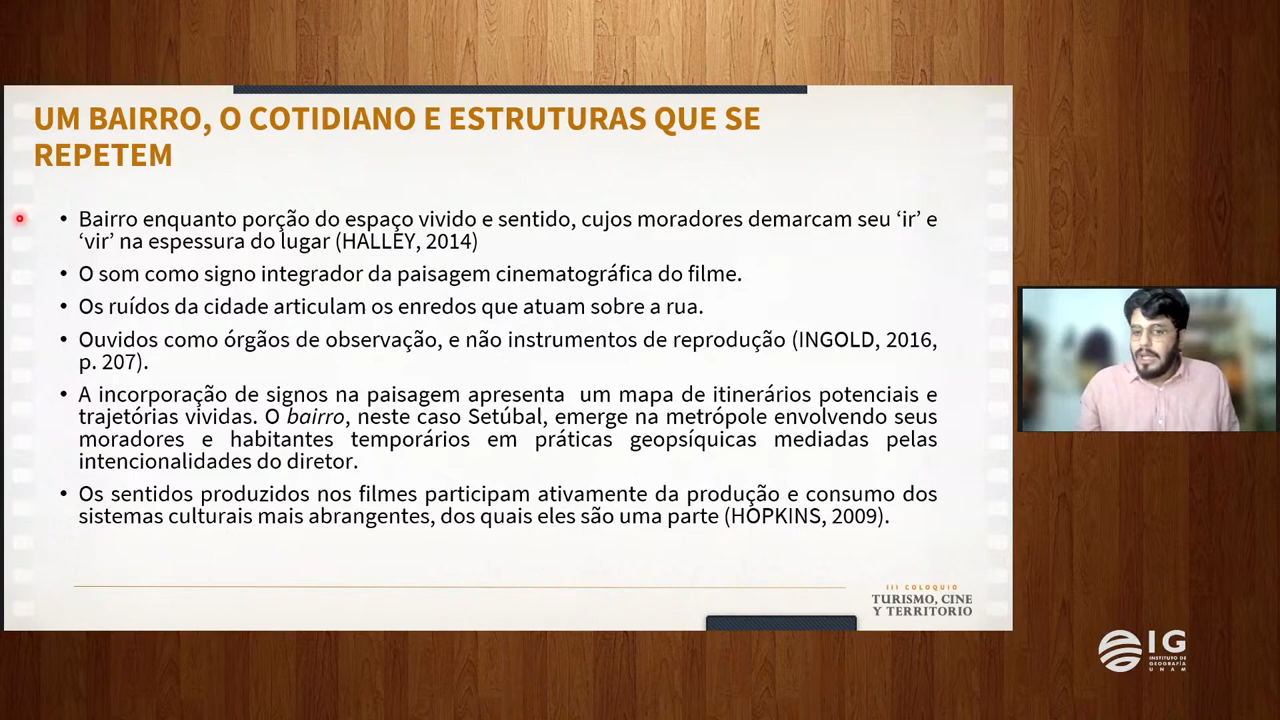 UM BAIRRO, O COTIDIANO E ESTRUTURAS QUE SE
REPETEM
• Bairro enquanto porção do espaço vivido e sentido, cujos moradores demarcam seu ‘ir’ e
‘vir’ na espessura do lugar (HALLEY, 2014)
• O som como signo integrador da paisagem cinematográfica do filme.
• Os ruídos da cidade articulam os enredos que atuam sobre a rua.
• Ouvidos como órgãos de observação, e não instrumentos de reprodução (INGOLD, 2016,
p. 207).
• A incorporação de signos na paisagem apresenta um mapa de itinerários potenciais e
trajetórias vividas. O bairro, neste caso Setúbal, emerge na metrópole envolvendo seus
moradores e habitantes temporários em práticas geopsíquicas mediadas pelas
intencionalidades do diretor.
• Os sentidos produzidos nos filmes participam ativamente da produção e consumo dos
sistemas culturais mais abrangentes, dos quais eles são uma parte (HOPKINS, 2009).
III COLOQUIO
TURISMO, CINE
Y TERRITORIO
IG
INSTITUTO DE
GEOGRAFÍA
UNAM